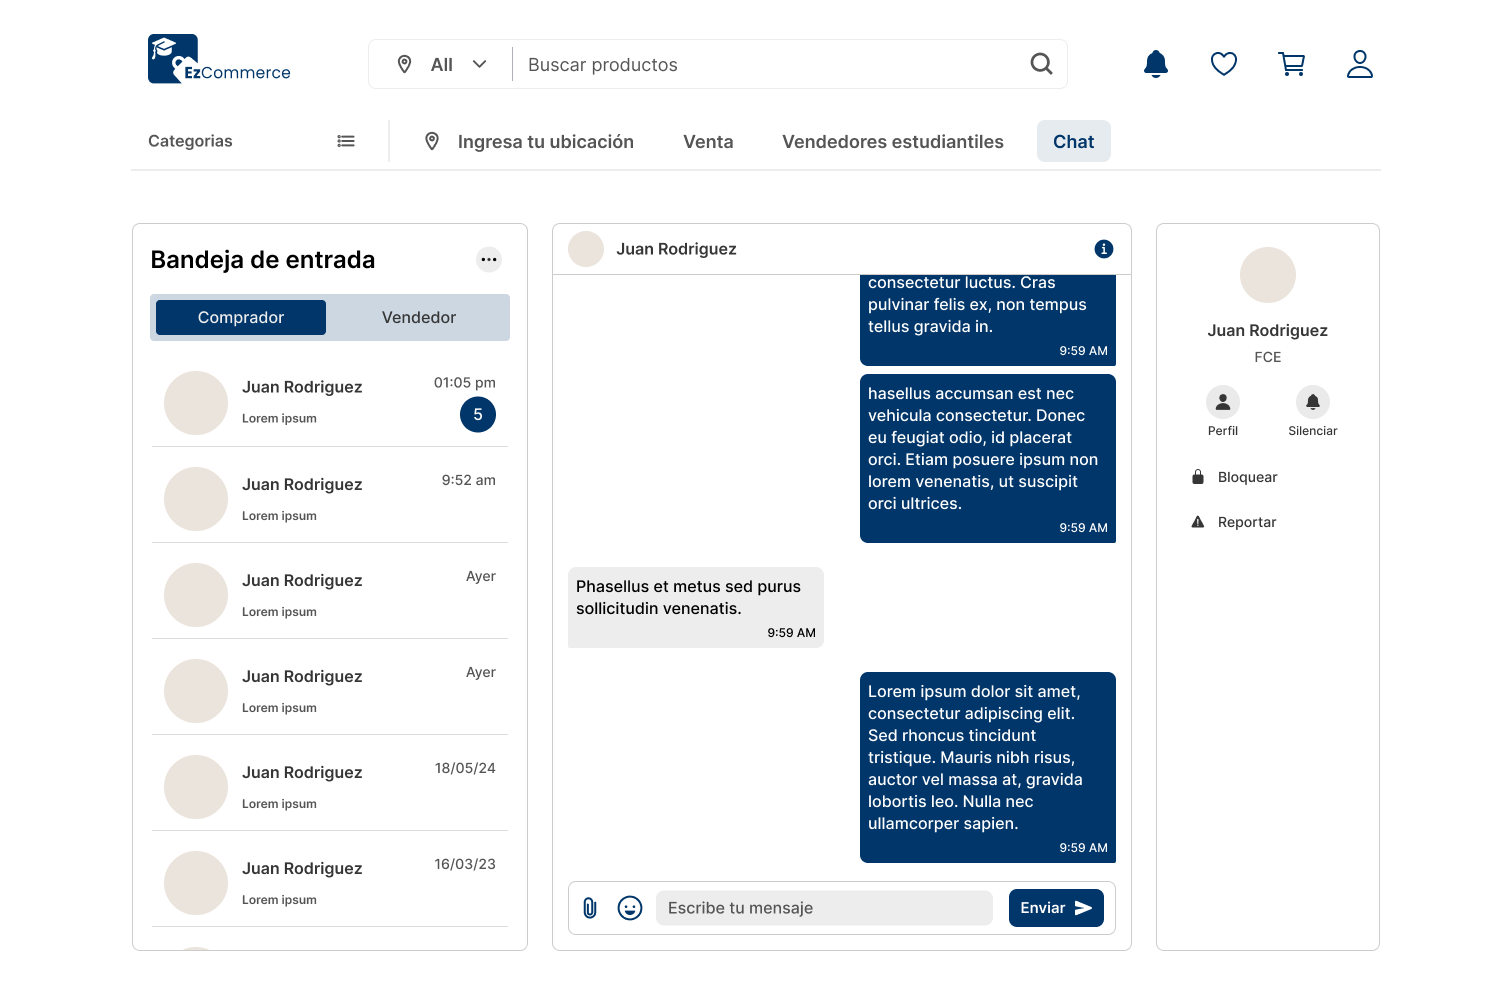 EzCommerce
All
Buscar productos
Categorias
Ingresa tu ubicación
Venta
Vendedores estudiantiles
Chat
Bandeja de entrada
Comprador
Vendedor
Juan Rodriguez
01:05 pm
Lorem ipsum
5
Juan Rodriguez
9:52 am
Lorem ipsum
Juan Rodriguez
Ayer
Lorem ipsum
Juan Rodriguez
Ayer
Lorem ipsum
Juan Rodriguez
18/05/24
Lorem ipsum
Juan Rodriguez
16/03/23
Lorem ipsum
Juan Rodriguez
consectetur luctus. Cras
pulvinar felis ex, non tempus
tellus gravida in.
9:59 AM
hasellus accumsan est nec
vehicula consectetur. Donec
eu feugiat odio, id placerat
orci. Etiam posuere ipsum non
lorem venenatis, ut suscipit
orci ultrices.
9:59 AM
Phasellus et metus sed purus
sollicitudin venenatis.
9:59 AM
Lorem ipsum dolor sit amet,
consectetur adipiscing elit.
Sed rhoncus tincidunt
tristique. Mauris nibh risus,
auctor vel massa at, gravida
lobortis leo. Nulla nec
ullamcorper sapien.
9:59 AM
Escribe tu mensaje
Enviar
Juan Rodriguez
FCE
Perfil
Silenciar
Bloquear
Reportar